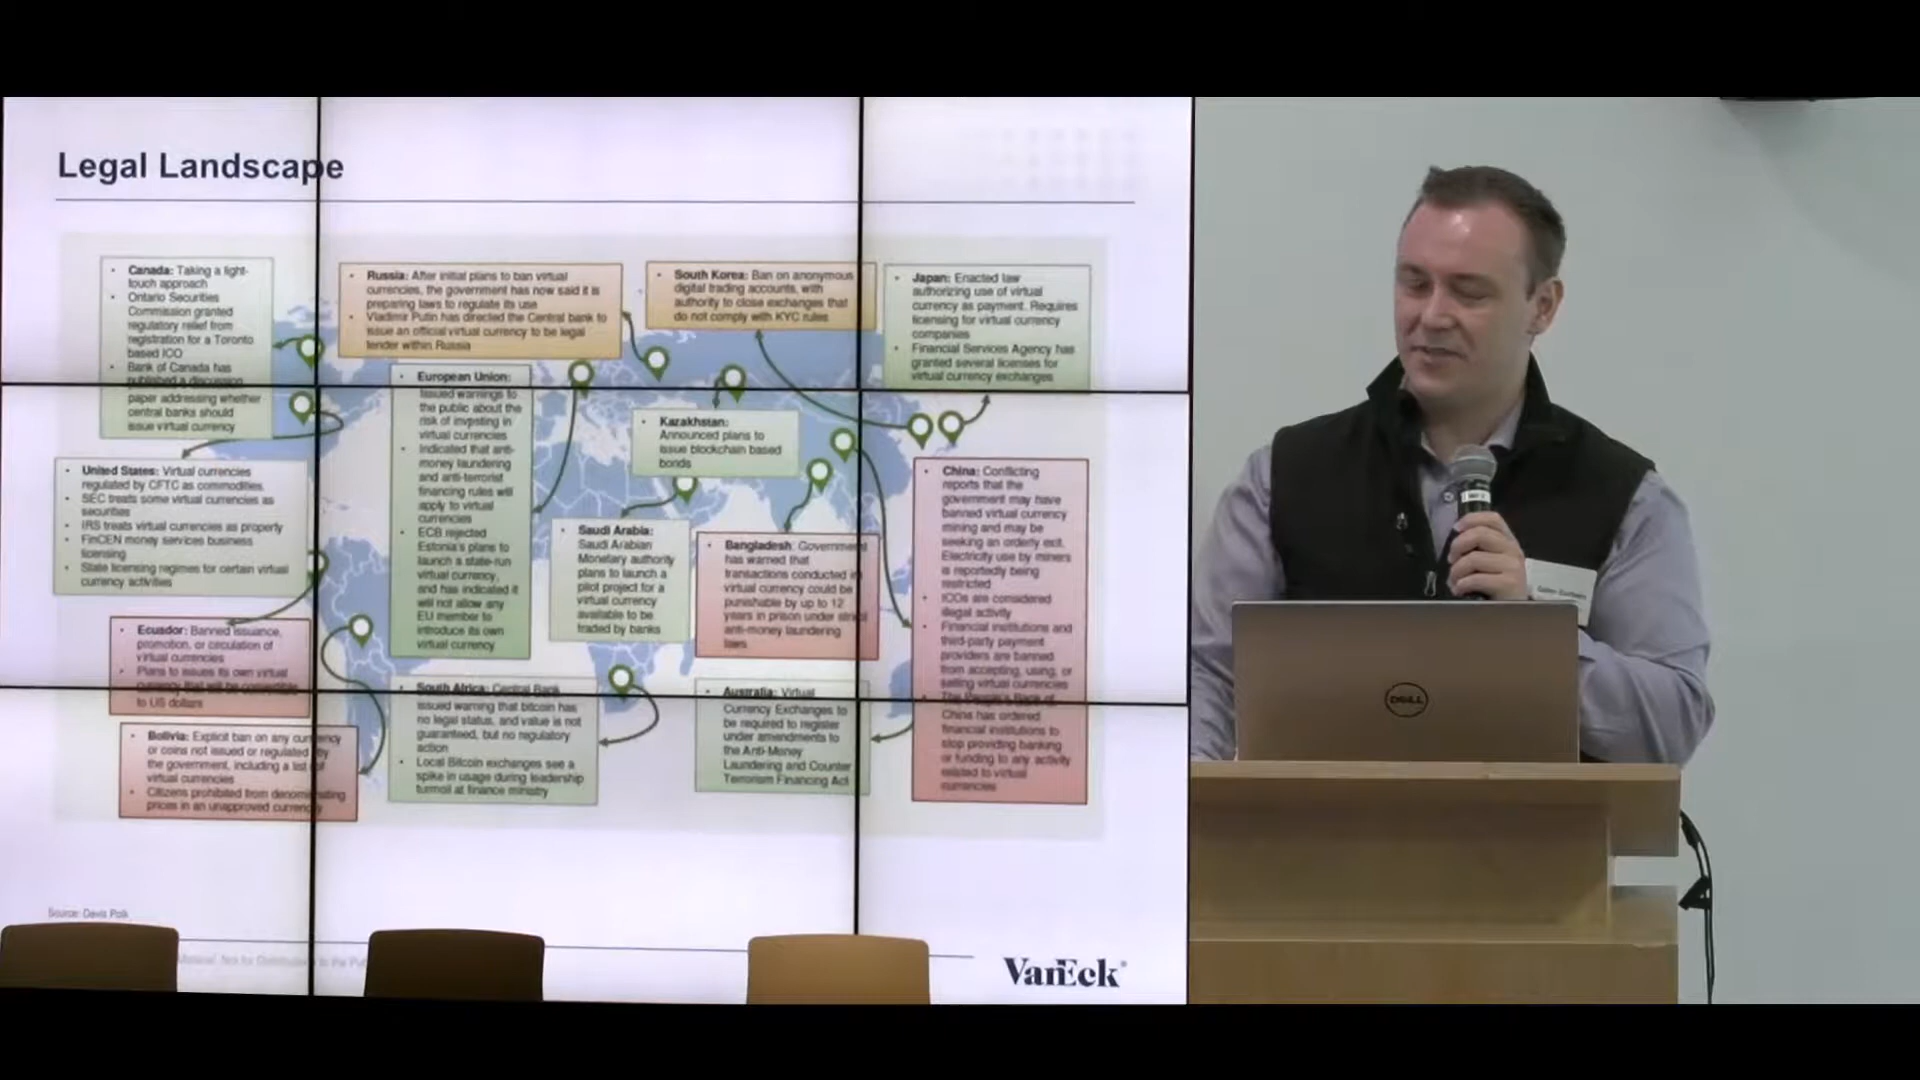 Legal Landscape
• Canada: Taking a light-
touch approach
• Ontario Securities
Commission granted
regulatory relief from
registration for a Toronto
based ICO
• Bank of Canada has
published a discussion
paper addressing whether
central banks should
issue virtual currency
• Russia: After initial plans to ban virtual
currencies, the government has now said it is
preparing laws to regulate its use
• Vladimir Putin has directed the Central bank to
issue an official virtual currency to be legal
tender within Russia
• South Korea: Ban on anonymous
digital trading accounts, with
authority to close exchanges that
do not comply with KYC rules
• Japan: Enacted law
authorizing use of virtual
currency as payment. Requires
licensing for virtual currency
companies
• Financial Services Agency has
granted several licenses for
virtual currency exchanges
• European Union:
Issued warnings to
the public about the
risk of investing in
virtual currencies
• Indicated that anti-
money laundering
and anti-terrorist
financing rules will
apply to virtual
currencies
• ECB rejected
Estonia's plans to
launch a state-run
virtual currency,
and has indicated it
will not allow any
EU member to
introduce its own
virtual currency
• Kazakhstan:
Announced plans to
issue blockchain based
bonds
• United States: Virtual currencies
regulated by CFTC as commodities.
• SEC treats some virtual currencies as
securities
• IRS treats virtual currencies as property
• FinCEN money services business
licensing
• State licensing regimes for certain virtual
currency activities
• Saudi Arabia:
Saudi Arabian
Monetary authority
plans to launch a
pilot project for a
virtual currency
available to be
traded by banks
• Bangladesh: Government
has warned that
transactions conducted in
virtual currency could be
punishable by up to 12
years in prison under strict
anti-money laundering
laws
• China: Conflicting
reports that the
government may have
banned virtual currency
mining and may be
seeking an orderly exit.
Electricity use by miners
is reportedly being
restricted
• ICOs are considered
illegal activity
• Financial institutions and
third-party payment
providers are banned
from accepting, using, or
selling virtual currencies
• The People's Bank of
China has ordered
financial institutions to
stop providing banking
or funding to any activity
related to virtual
currencies
• Ecuador: Banned issuance,
promotion, or circulation of
virtual currencies
• Plans to issues its own virtual
currency that will be convertible
to US dollars
• Bolivia: Explicit ban on any currency
or coins not issued or regulated by
the government, including a list of
virtual currencies
• Citizens prohibited from denominating
prices in an unapproved currency
• South Africa: Central Bank
issued warning that bitcoin has
no legal status, and value is not
guaranteed, but no regulatory
action
• Local Bitcoin exchanges see a
spike in usage during leadership
turmoil at finance ministry
• Australia: Virtual
Currency Exchanges to
be required to register
under amendments to
the Anti-Money
Laundering and Counter
Terrorism Financing Act
Source: Davis Polk
Material. Not for Distribution to the
VanEck®
DELL